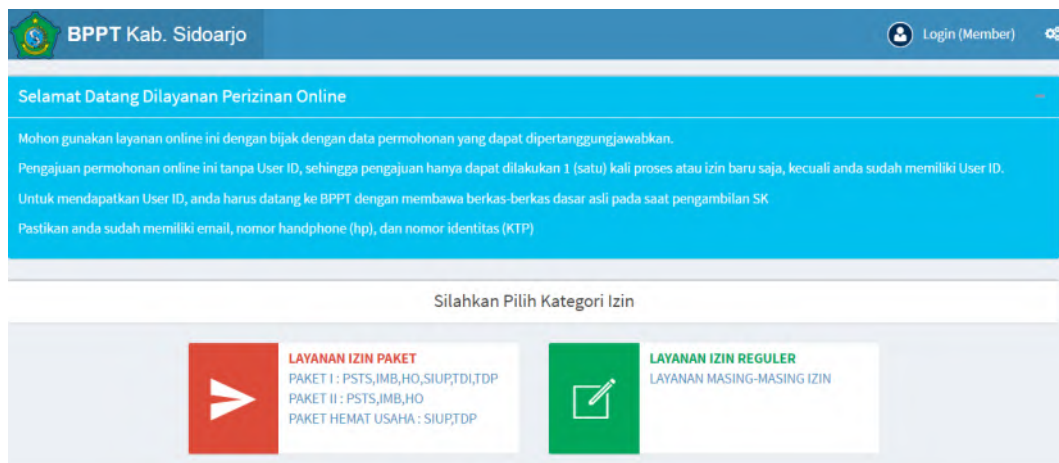 BPPT Kab. Sidoarjo
Login (Member)
Selamat Datang Dilayanan Perizinan Online
Mohon gunakan layanan online ini dengan bijak dengan data permohonan yang dapat dipertanggungjawabkan.
Pengajuan permohonan online ini tanpa User ID, sehingga pengajuan hanya dapat dilakukan 1 (satu) kali proses atau izin baru saja, kecuali anda sudah memiliki User ID.
Untuk mendapatkan User ID, anda harus datang ke BPPT dengan membawa berkas-berkas dasar asli pada saat pengambilan SK
Pastikan anda sudah memiliki email, nomor handphone (hp), dan nomor identitas (KTP)
Silahkan Pilih Kategori Izin
LAYANAN IZIN PAKET
PAKET I : PSTS,IMB,HO,SIUP,TDI,TDP
PAKET II : PSTS,IMB,HO
PAKET HEMAT USAHA : SIUP,TDP
LAYANAN IZIN REGULER
LAYANAN MASING-MASING IZIN